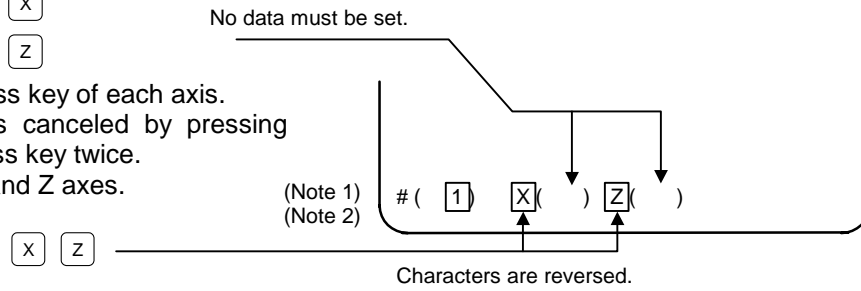 X
No data must be set.
Z
ss key of each axis.
s canceled by pressing
ss key twice.
nd Z axes.
(Note 1) # ( 1) X( ) Z( )
(Note 2)
X Z
Characters are reversed.